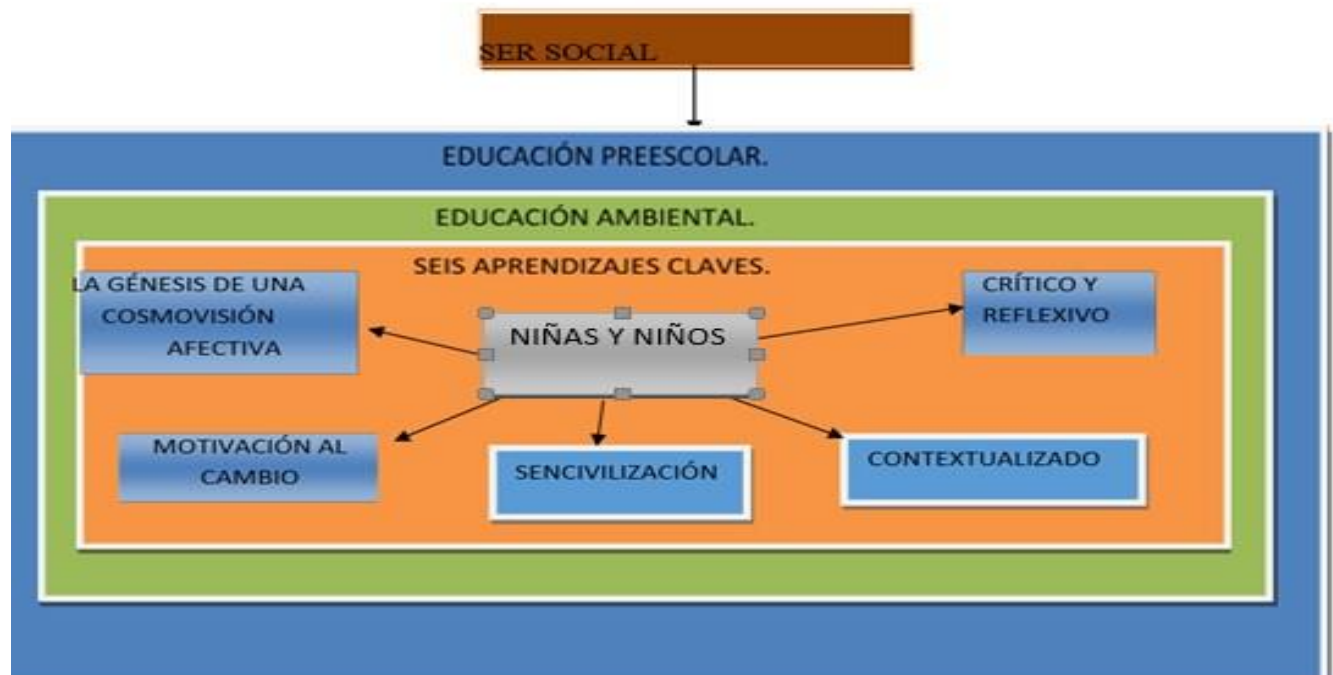 SER SOCIAL
EDUCACIÓN PREESCOLAR.
EDUCACIÓN AMBIENTAL.
SEIS APRENDIZAJES CLAVES.
LA GÉNESIS DE UNA
COSMOVISIÓN
AFECTIVA
NIÑAS Y NIÑOS
CRÍTICO Y
REFLEXIVO
MOTIVACIÓN AL
CAMBIO
SENCIVILIZACIÓN
CONTEXTUALIZADO